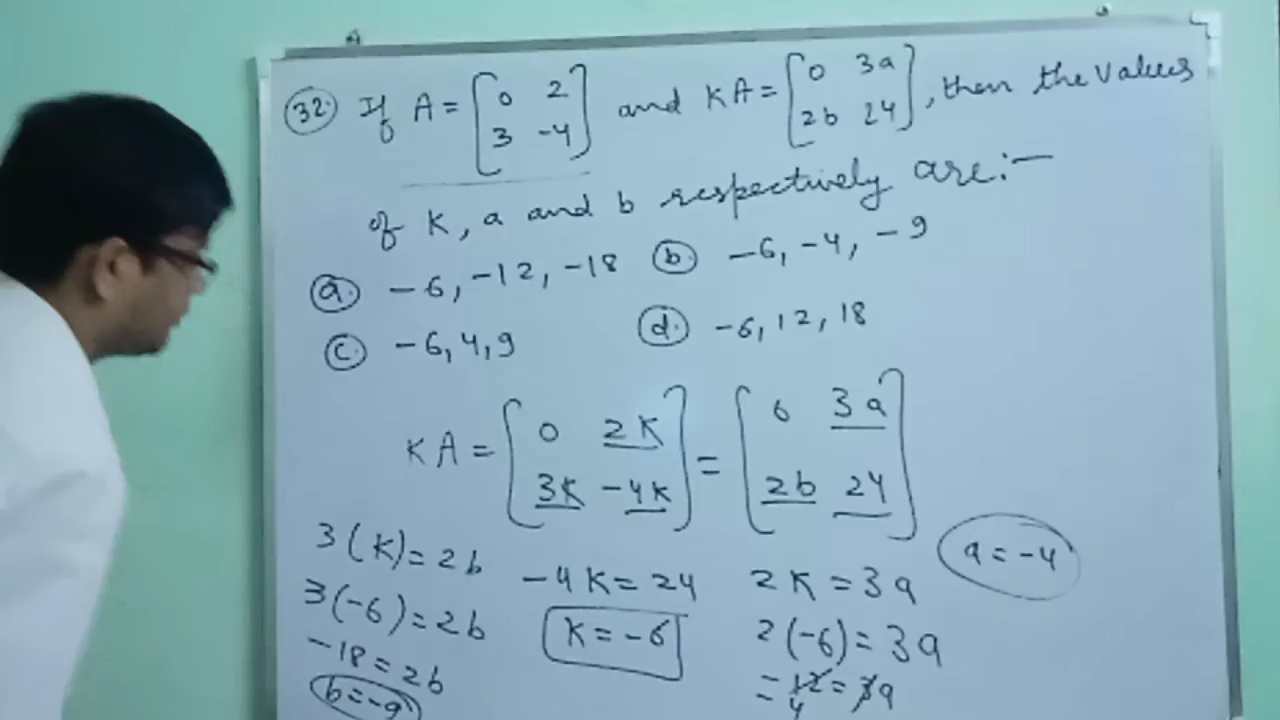 32. If A = [0 2 3 -4] and KA = [0 3a 2b 24], then the values
of K, a and b respectively are:-
a. -6, -12, -18 b. -6, -4, -9
c. -6, 4, 9 d. -6, 12, 18
KA = [0 2K 3K -4K] = [0 3a 2b 24]
3(K) = 2b
3(-6) = 2b
-18 = 2b
b = -9
-4K = 24
K = -6
2K = 3a
2(-6) = 3a
-12 = 3a
-4
a = -4